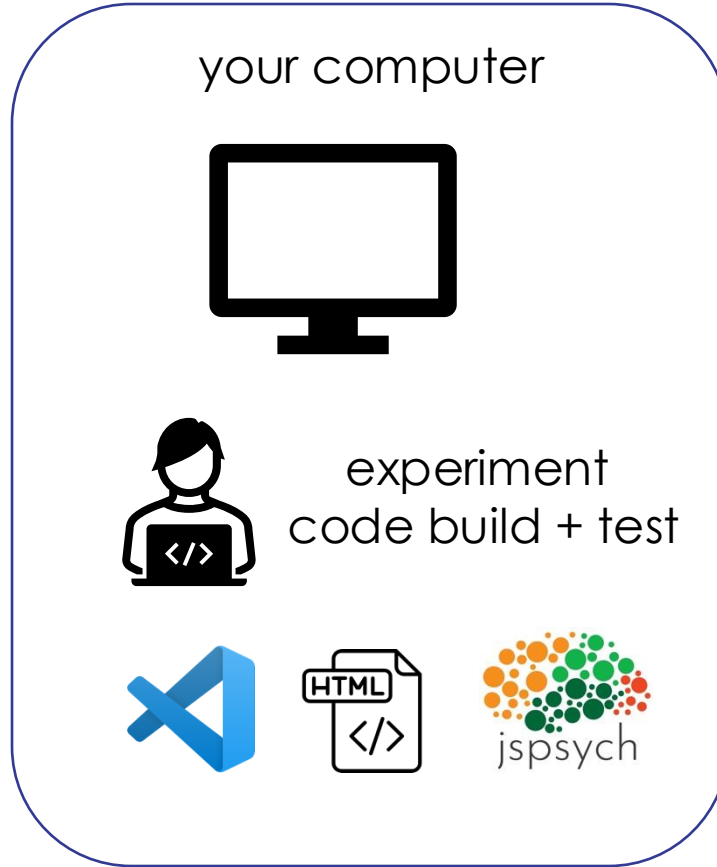 your computer
experiment
code build + test
</>
HTML
</>
jspsych